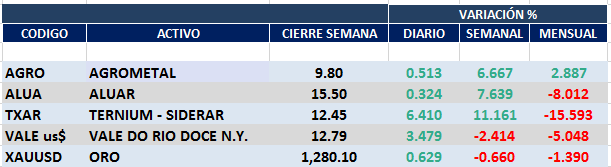 VARIACIÓN %
CODIGO ACTIVO CIERRE SEMANA DIARIO SEMANAL MENSUAL
AGRO AGROMETAL 9.80 0.513 6.667 2.887
ALUA ALUAR 15.50 0.324 7.639 -8.012
TXAR TERNIUM - SIDERAR 12.45 6.410 11.161 -15.593
VALE us$ VALE DO RIO DOCE N.Y. 12.79 3.479 -2.414 -5.048
XAUUSD ORO 1,280.10 0.629 -0.660 -1.390